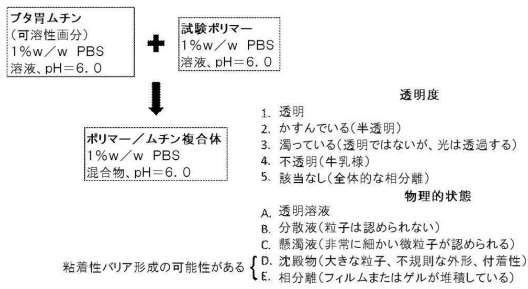 ブタ胃ムチン
(可溶性画分)
1%w/w PBS
溶液、pH=6.0
試験ポリマー
1%w/w PBS
溶液、pH=6.0
ポリマー/ムチン複合体
1%w/w PBS
混合物、pH=6.0
透明度
1. 透明
2. かすんでいる(半透明)
3. 濁っている(透明ではないが、光は透過する)
4. 不透明(牛乳様)
5. 該当なし(全体的な相分離)
物理的状態
A. 透明溶液
B. 分散液(粒子は認められない)
C. 懸濁液(非常に細かい微粒子が認められる)
D. 沈殿物(大きな粒子、不規則な外形、付着性)
E. 相分離(フィルムまたはゲルが堆積している)
粘着性バリア形成の可能性がある